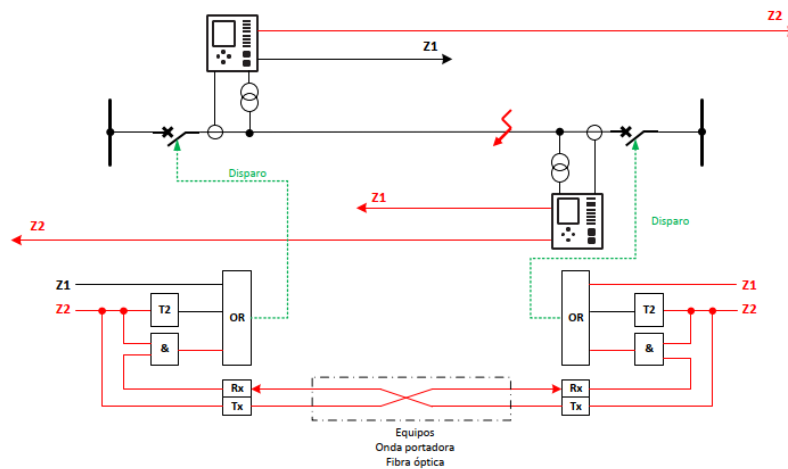 Z2
Z1
Disparo
Z1
Z2
Disparo
Z1
Z2
T2
&
OR
Rx
Tx
OR
T2
&
Z1
Z2
Rx
Tx
Equipos
Onda portadora
Fibra óptica